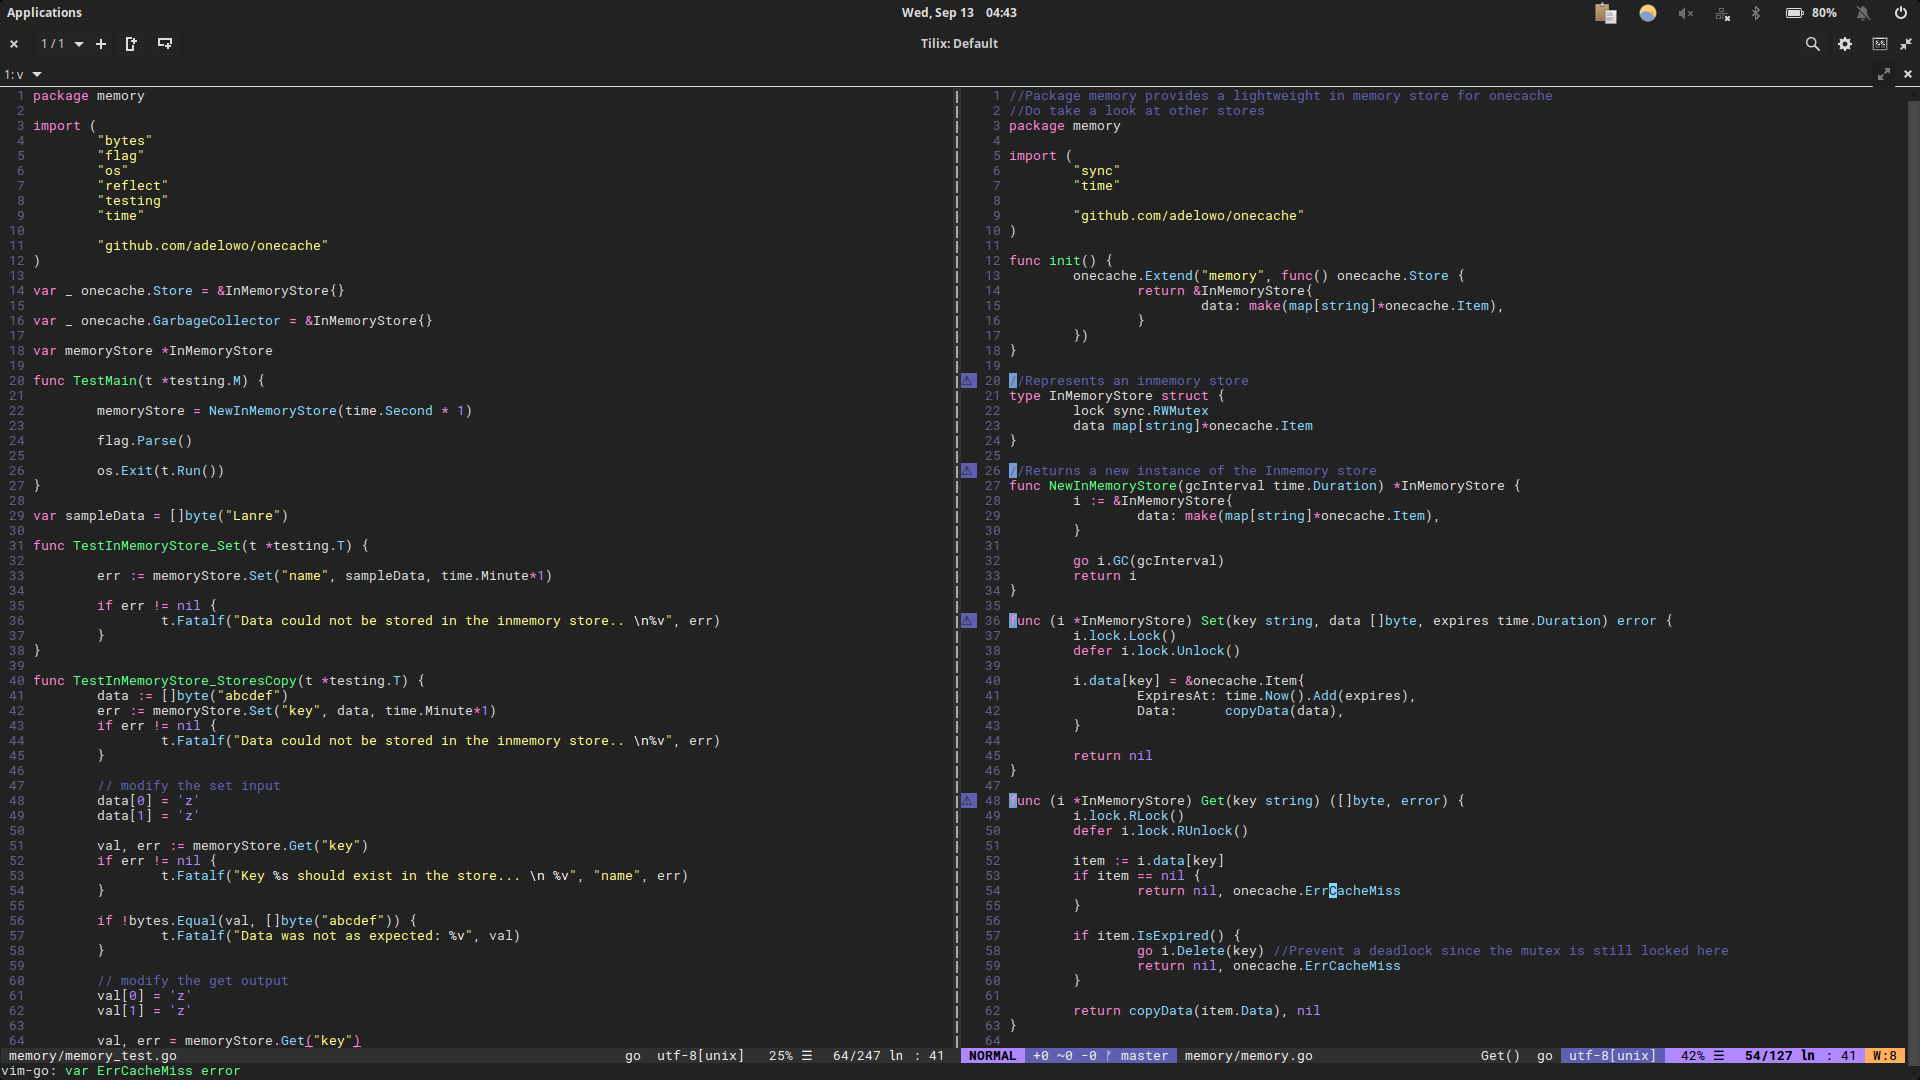 Applications
Wed, Sep 13 04:43
80%
1 / 1
Tilix: Default
1: v
1 package memory
2
3 import (
4 "bytes"
5 "flag"
6 "os"
7 "reflect"
8 "testing"
9 "time"
10
11 "github.com/adelowo/onecache"
12 )
13
14 var _ onecache.Store = &InMemoryStore{}
15
16 var _ onecache.GarbageCollector = &InMemoryStore{}
17
18 var memoryStore *InMemoryStore
19
20 func TestMain(t *testing.M) {
21
22 memoryStore = NewInMemoryStore(time.Second * 1)
23
24 flag.Parse()
25
26 os.Exit(t.Run())
27 }
28
29 var sampleData = []byte("Lanre")
30
31 func TestInMemoryStore_Set(t *testing.T) {
32
33 err := memoryStore.Set("name", sampleData, time.Minute*1)
34
35 if err != nil {
36 t.Fatalf("Data could not be stored in the inmemory store.. \n%v", err)
37 }
38 }
39
40 func TestInMemoryStore_StoresCopy(t *testing.T) {
41 data := []byte("abcdef")
42 err := memoryStore.Set("key", data, time.Minute*1)
43 if err != nil {
44 t.Fatalf("Data could not be stored in the inmemory store.. \n%v", err)
45 }
46
47 // modify the set input
48 data[0] = 'z'
49 data[1] = 'z'
50
51 val, err := memoryStore.Get("key")
52 if err != nil {
53 t.Fatalf("Key %s should exist in the store... \n %v", "name", err)
54 }
55
56 if !bytes.Equal(val, []byte("abcdef")) {
57 t.Fatalf("Data was not as expected: %v", val)
58 }
59
60 // modify the get output
61 val[0] = 'z'
62 val[1] = 'z'
63
64 val, err = memoryStore.Get("key")
memory/memory_test.go go utf-8[unix] 25% ☰ 64/247 ln : 41
1 //Package memory provides a lightweight in memory store for onecache
2 //Do take a look at other stores
3 package memory
4
5 import (
6 "sync"
7 "time"
8
9 "github.com/adelowo/onecache"
10 )
11
12 func init() {
13 onecache.Extend("memory", func() onecache.Store {
14 return &InMemoryStore{
15 data: make(map[string]*onecache.Item),
16 }
17 })
18 }
19
⚠ 20 //Represents an inmemory store
21 type InMemoryStore struct {
22 lock sync.RWMutex
23 data map[string]*onecache.Item
24 }
25
⚠ 26 //Returns a new instance of the Inmemory store
27 func NewInMemoryStore(gcInterval time.Duration) *InMemoryStore {
28 i := &InMemoryStore{
29 data: make(map[string]*onecache.Item),
30 }
31
32 go i.GC(gcInterval)
33 return i
34 }
35
⚠ 36 func (i *InMemoryStore) Set(key string, data []byte, expires time.Duration) error {
37 i.lock.Lock()
38 defer i.lock.Unlock()
39
40 i.data[key] = &onecache.Item{
41 ExpiresAt: time.Now().Add(expires),
42 Data: copyData(data),
43 }
44
45 return nil
46 }
47
⚠ 48 func (i *InMemoryStore) Get(key string) ([]byte, error) {
49 i.lock.RLock()
50 defer i.lock.RUnlock()
51
52 item := i.data[key]
53 if item == nil {
54 return nil, onecache.ErrCacheMiss
55 }
56
57 if item.IsExpired() {
58 go i.Delete(key) //Prevent a deadlock since the mutex is still locked here
59 return nil, onecache.ErrCacheMiss
60 }
61
62 return copyData(item.Data), nil
63 }
64
NORMAL +0 ~0 -0 ᚠ master memory/memory.go Get() go utf-8[unix] 42% ☰ 54/127 ln : 41 W:8
vim-go: var ErrCacheMiss error